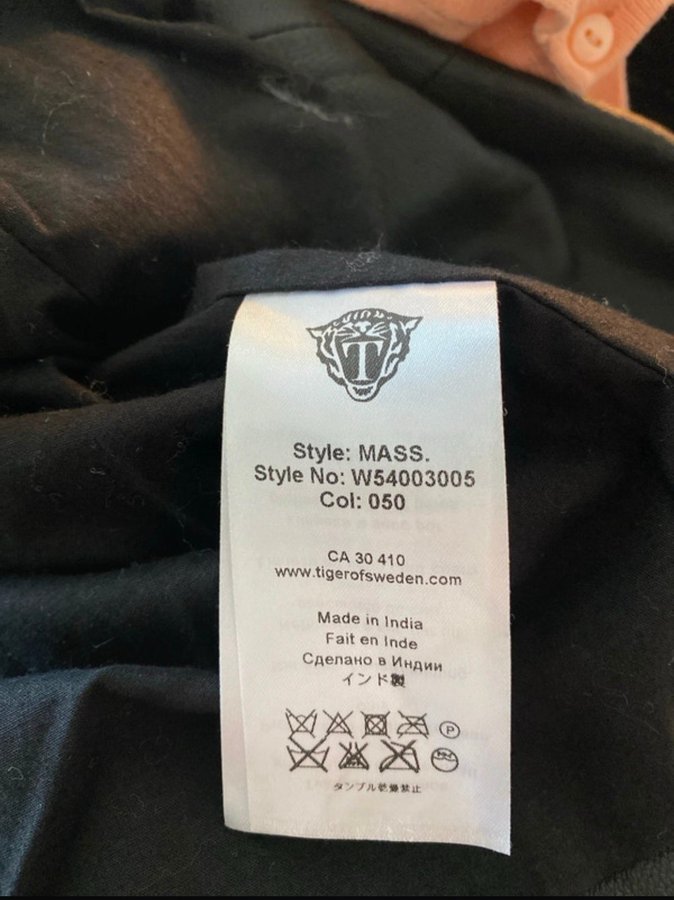 T
Style: MASS.
Style No: W54003005
Col: 050
CA 30 410
www.tigerofsweden.com
Made in India
Fait en Inde
Сделано в Индии
インド製
P
タンブル乾燥禁止